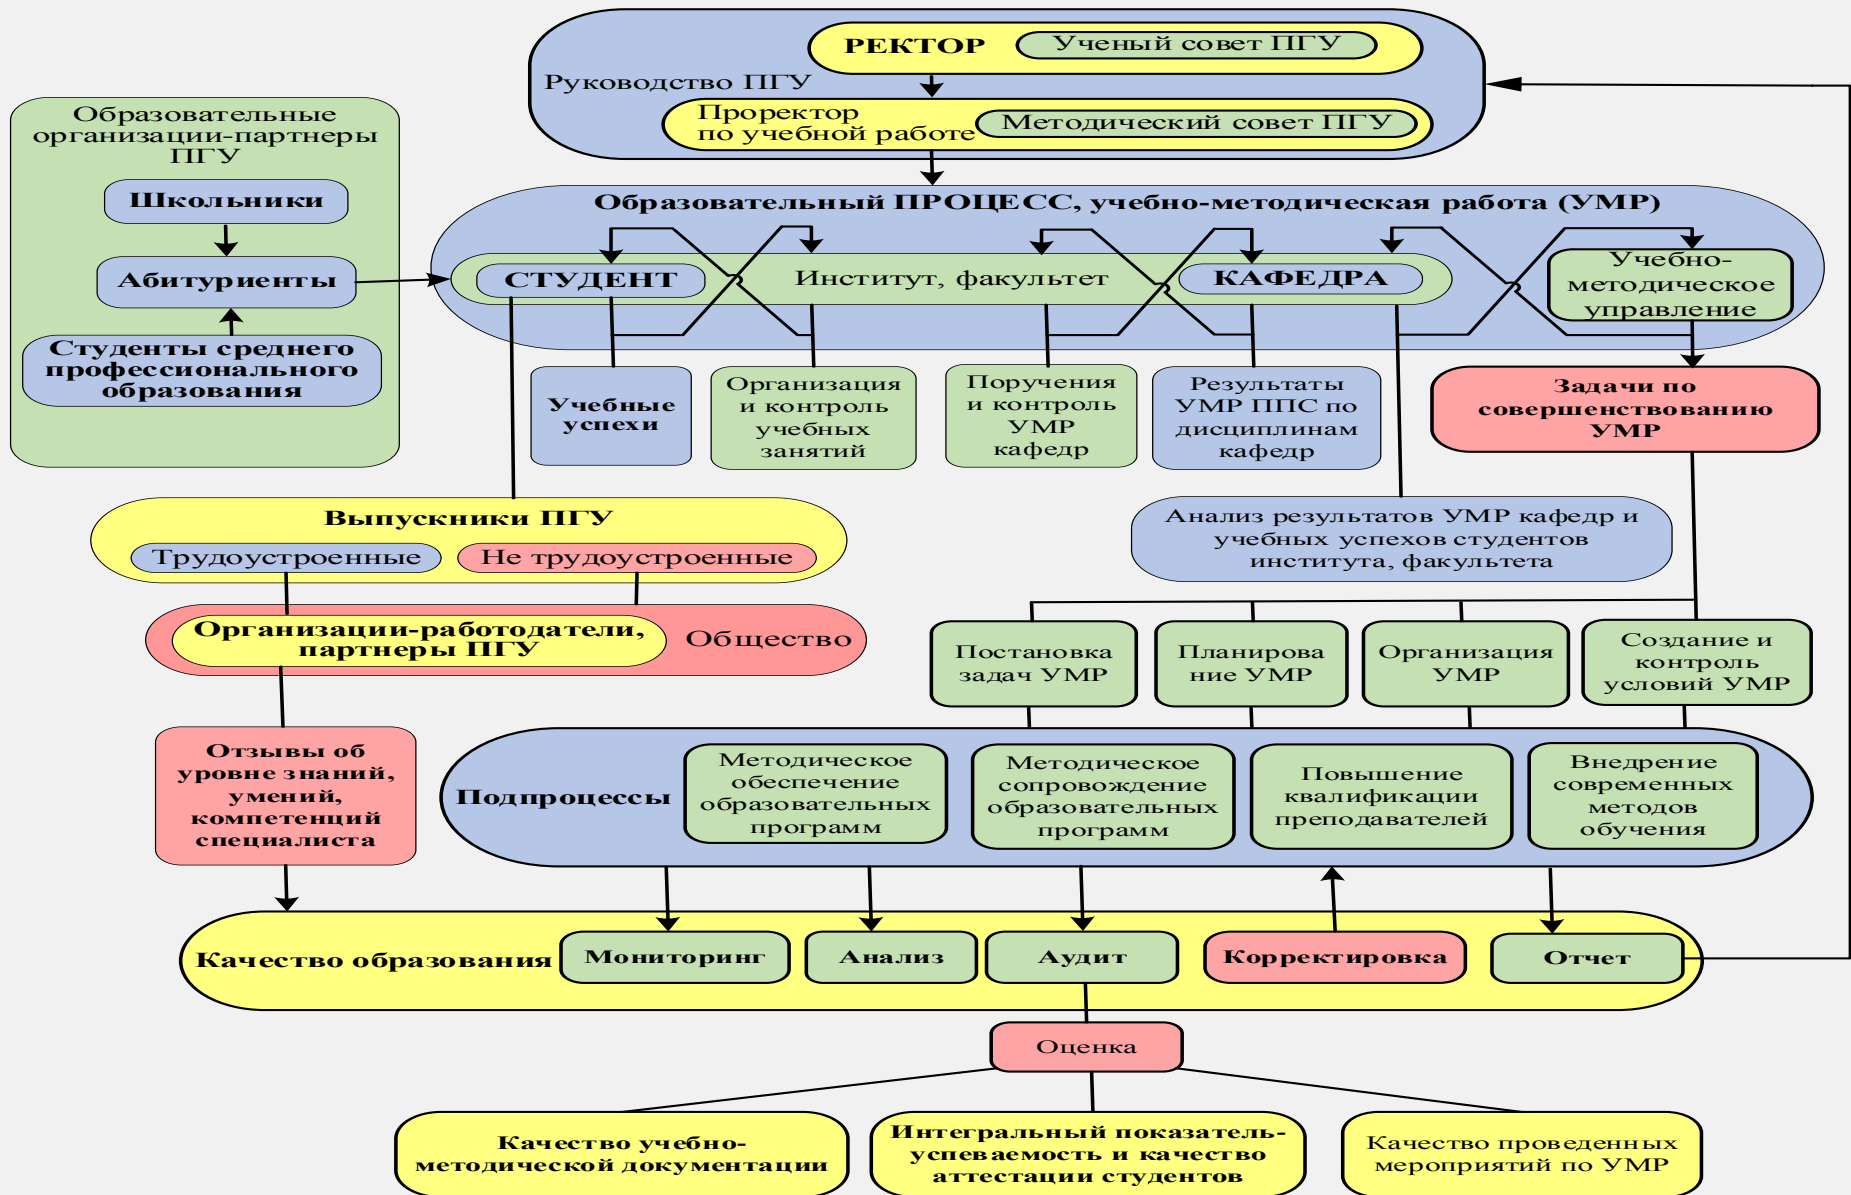 РЕКТОР
Ученый совет ПГУ
Руководство ПГУ
Проректор
по учебной работе
Методический совет ПГУ
Образовательные
организации-партнеры
ПГУ
Школьники
Абитуриенты
Студенты среднего
профессионального
образования
Образовательный ПРОЦЕСС, учебно-методическая работа (УМР)
СТУДЕНТ
Институт, факультет
КАФЕДРА
Учебно-
методическое
управление
Учебные
успехи
Организация
и контроль
учебных
занятий
Поручения
и контроль
УМР
кафедр
Результаты
УМР ППС по
дисциплинам
кафедр
Задачи по
совершенствованию
УМР
Выпускники ПГУ
Трудоустроенные
Не трудоустроенные
Анализ результатов УМР кафедр и
учебных успехов студентов
института, факультета
Организации-работодатели,
партнеры ПГУ
Общество
Постановка
задач УМР
Планирова
ние УМР
Организация
УМР
Создание и
контроль
условий УМР
Отзывы об
уровне знаний,
умений,
компетенций
специалиста
Подпроцессы
Методическое
обеспечение
образовательных
программ
Методическое
сопровождение
образовательных
программ
Повышение
квалификации
преподавателей
Внедрение
современных
методов
обучения
Качество образования
Мониторинг
Анализ
Аудит
Корректировка
Отчет
Оценка
Качество учебно-
методической документации
Интегральный показатель-
успеваемость и качество
аттестации студентов
Качество проведенных
мероприятий по УМР